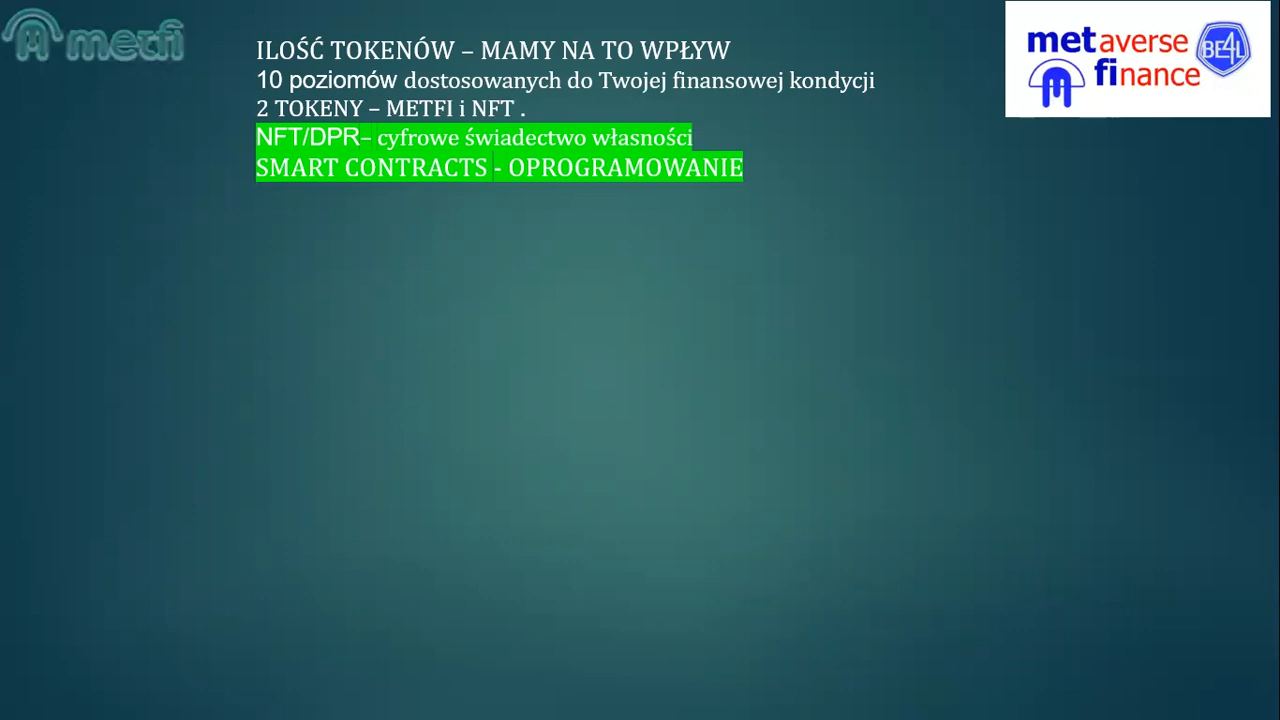 metfi
ILOŚĆ TOKENÓW – MAMY NA TO WPŁYW
10 poziomów dostosowanych do Twojej finansowej kondycji
2 TOKENY – METFI i NFT .
NFT/DPR– cyfrowe świadectwo własności
SMART CONTRACTS - OPROGRAMOWANIE
metaverse
finance
BE4L